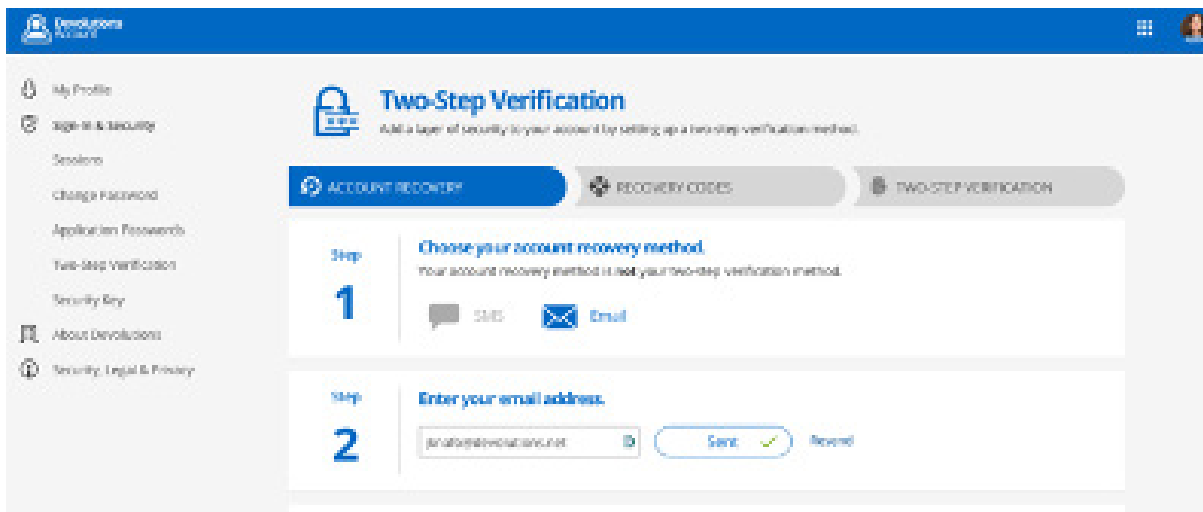 Devolutions
Account
My Profile
Sign-in & Security
Sessions
Change Password
Application Passwords
Two-Step Verification
Security Key
About Devolutions
Security, Legal & Privacy
Two-Step Verification
Add a layer of security to your account by setting up a two-step verification method.
ACCOUNT RECOVERY
RECOVERY CODES
TWO-STEP VERIFICATION
Step
1
Choose your account recovery method.
Your account recovery method is not your two-step verification method.
SMS
Email
Step
2
Enter your email address.
Sent
Resend